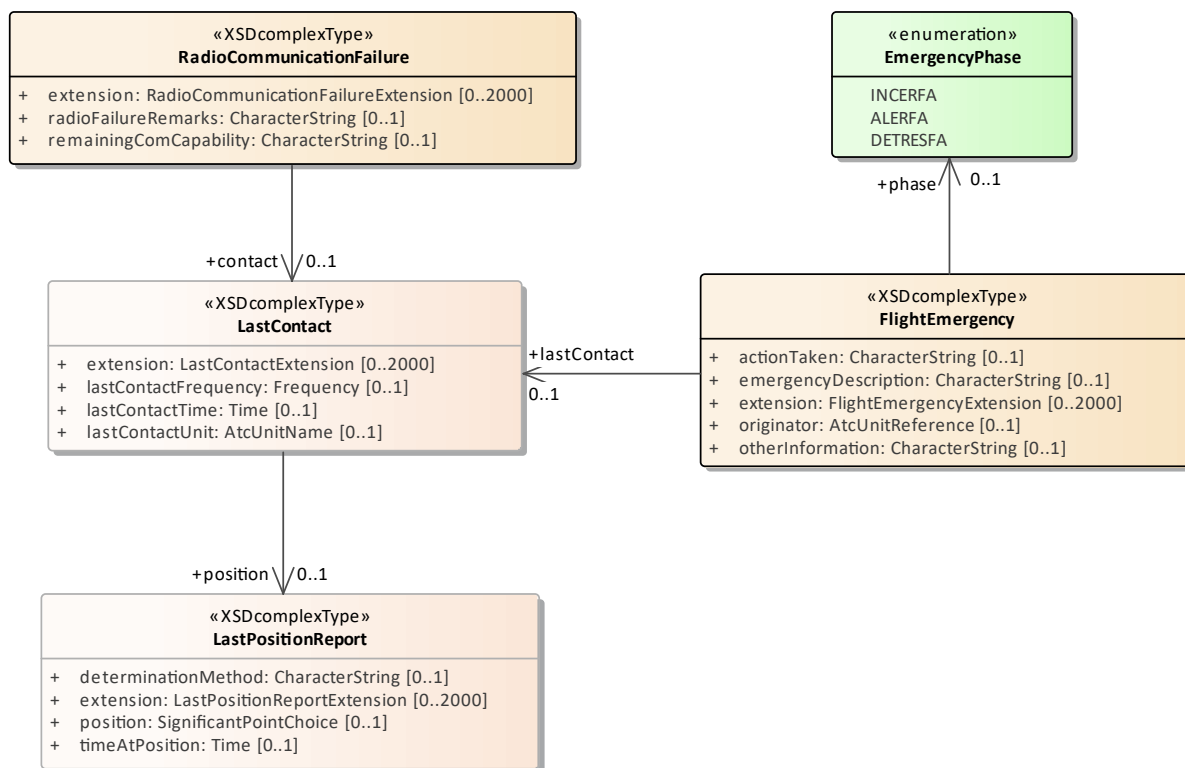 «XSDcomplexType»
RadioCommunicationFailure
+ extension: RadioCommunicationFailureExtension [0..2000]
+ radioFailureRemarks: CharacterString [0..1]
+ remainingComCapability: CharacterString [0..1]
«enumeration»
EmergencyPhase
INCERFA
ALERFA
DETRESFA
+phase 0..1
+contact 0..1
«XSDcomplexType»
LastContact
+ extension: LastContactExtension [0..2000]
+ lastContactFrequency: Frequency [0..1]
+ lastContactTime: Time [0..1]
+ lastContactUnit: AtcUnitName [0..1]
+lastContact
0..1
«XSDcomplexType»
FlightEmergency
+ actionTaken: CharacterString [0..1]
+ emergencyDescription: CharacterString [0..1]
+ extension: FlightEmergencyExtension [0..2000]
+ originator: AtcUnitReference [0..1]
+ otherInformation: CharacterString [0..1]
+position 0..1
«XSDcomplexType»
LastPositionReport
+ determinationMethod: CharacterString [0..1]
+ extension: LastPositionReportExtension [0..2000]
+ position: SignificantPointChoice [0..1]
+ timeAtPosition: Time [0..1]